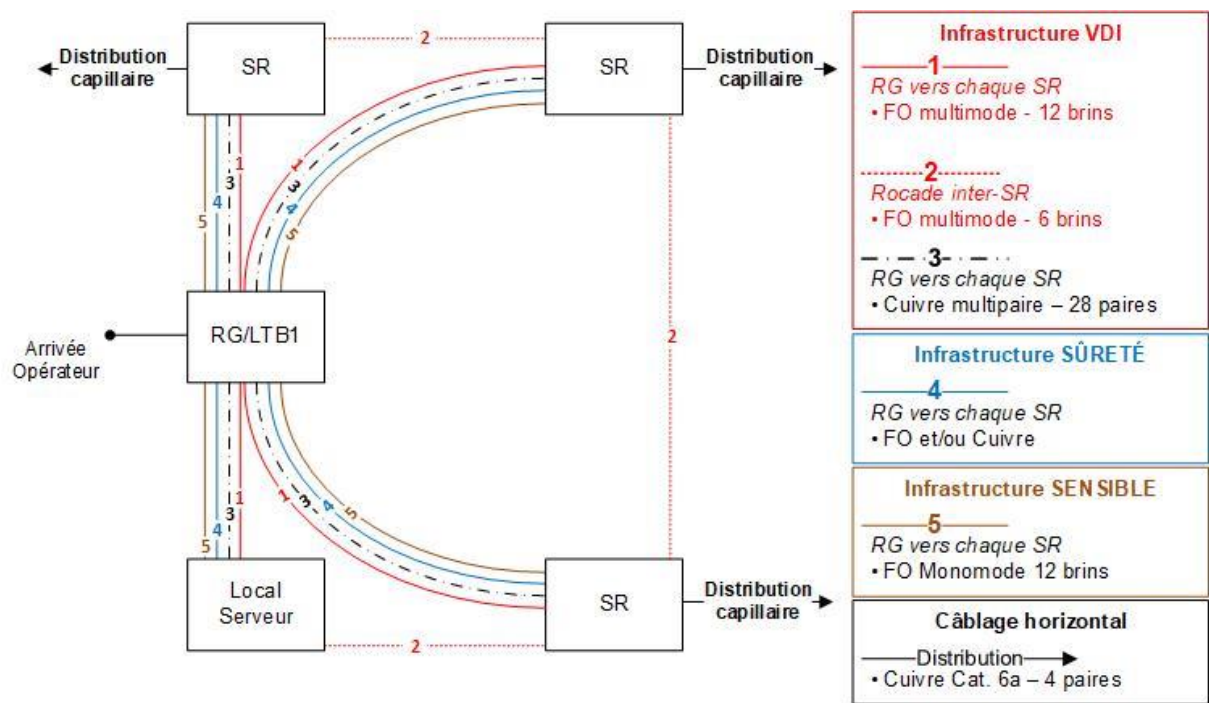 Distribution
capillaire
SR
2
SR
Distribution
capillaire
5
4
3
1
1
3
4
5
Arrivée
Opérateur
RG/LTB1
2
5
4
3
1
1
3
4
5
Local
Serveur
2
SR
Distribution
capillaire
Infrastructure VDI
1
RG vers chaque SR
• FO multimode - 12 brins
2
Rocade inter-SR
• FO multimode - 6 brins
3
RG vers chaque SR
• Cuivre multipaire – 28 paires
Infrastructure SÛRETÉ
4
RG vers chaque SR
• FO et/ou Cuivre
Infrastructure SENSIBLE
5
RG vers chaque SR
• FO Monomode 12 brins
Câblage horizontal
Distribution
• Cuivre Cat. 6a – 4 paires